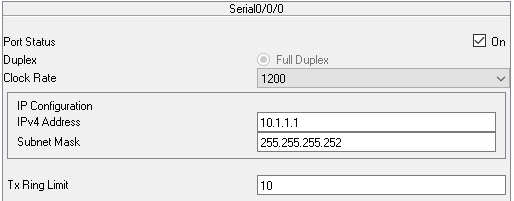 Serial0/0/0
Port Status On
Duplex Full Duplex
Clock Rate 1200
IP Configuration
IPv4 Address 10.1.1.1
Subnet Mask 255.255.255.252
Tx Ring Limit 10